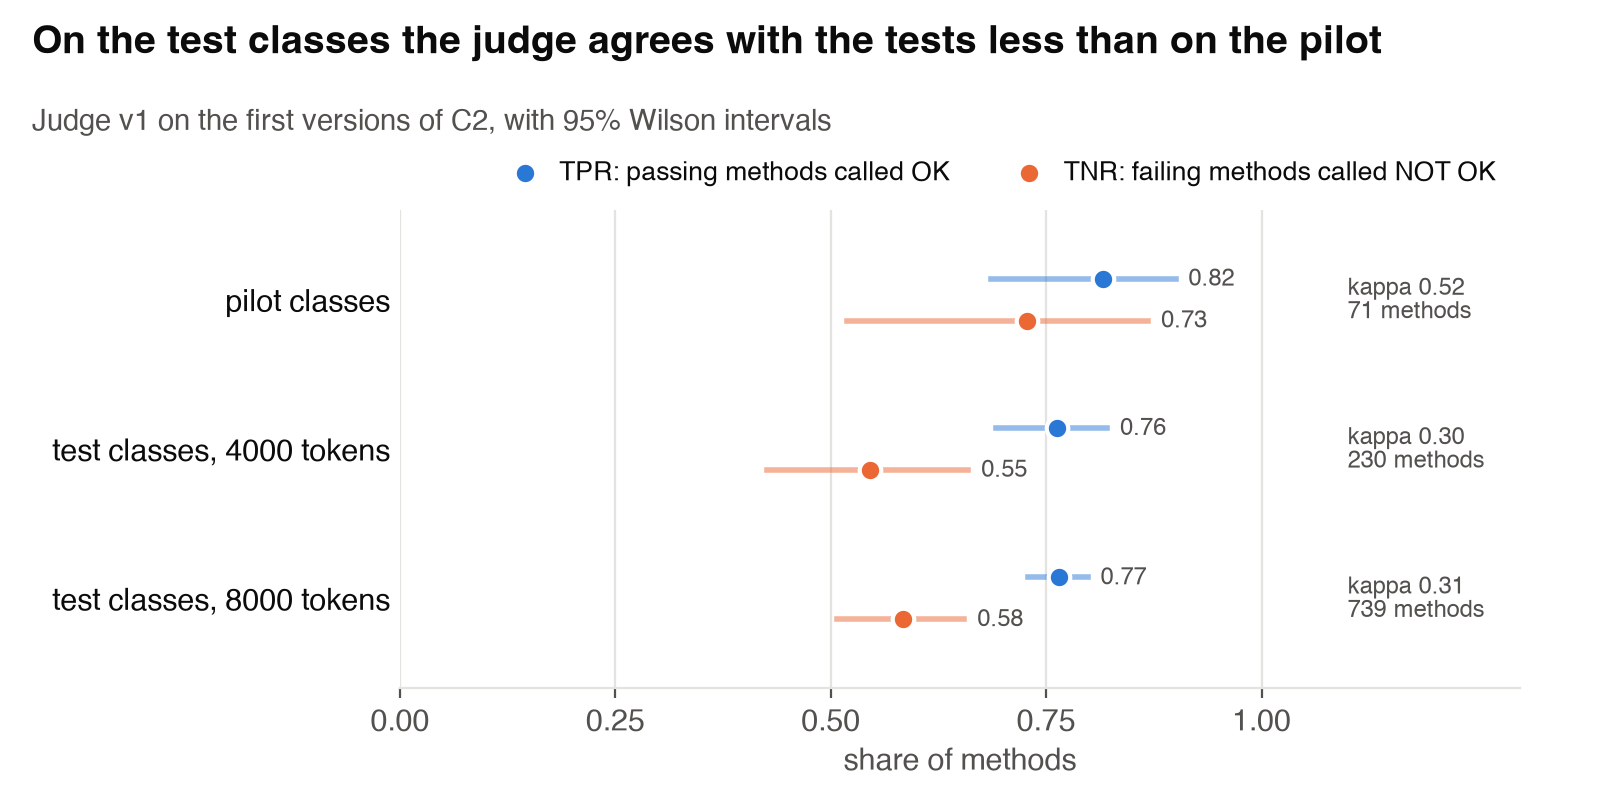 On the test classes the judge agrees with the tests less than on the pilot
Judge v1 on the first versions of C2, with 95% Wilson intervals
TPR: passing methods called OK
TNR: failing methods called NOT OK
pilot classes
0.82
0.73
kappa 0.52
71 methods
test classes, 4000 tokens
0.76
0.55
kappa 0.30
230 methods
test classes, 8000 tokens
0.77
0.58
kappa 0.31
739 methods
0.00 0.25 0.50 0.75 1.00
share of methods